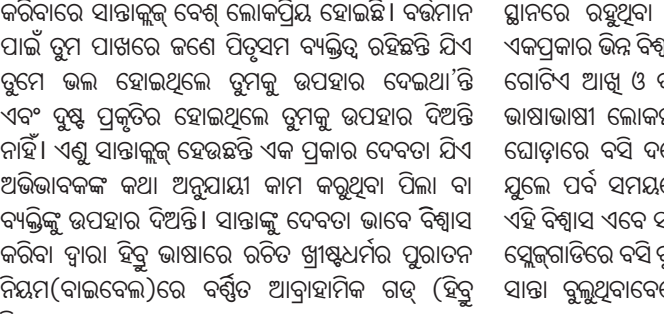 କରିବାରେ ସାନ୍ତାକ୍ଲଜ୍ ବେଶ୍ ଲୋକପ୍ରିୟ ହୋଇଛି। ବର୍ତ୍ତମାନ
ପାଇଁ ତୁମ ପାଖରେ ଜଣେ ପିତୃସମ ବ୍ୟକ୍ତିତ୍ୱ ରହିଛନ୍ତି ଯିଏ
ତୁମେ ଭଲ ହୋଇଥିଲେ ତୁମକୁ ଉପହାର ଦେଇଥା'ନ୍ତି
ଏବଂ ଦୁଷ୍ଟ ପ୍ରକୃତିର ହୋଇଥିଲେ ତୁମକୁ ଉପହାର ଦିଅନ୍ତି
ନାହିଁ। ଏଣୁ ସାନ୍ତାକ୍ଲଜ୍ ହେଉଛନ୍ତି ଏକ ପ୍ରକାର ଦେବତା ଯିଏ
ଅଭିଭାବକଙ୍କ କଥା ଅନୁଯାୟୀ କାମ କରୁଥିବା ପିଲା ବା
ବ୍ୟକ୍ତିଙ୍କୁ ଉପହାର ଦିଅନ୍ତି। ସାନ୍ତାଙ୍କୁ ଦେବତା ଭାବେ ବିଶ୍ୱାସ
କରିବା ଦ୍ୱାରା ହିବ୍ରୁ ଭାଷାରେ ରଚିତ ଖ୍ରୀଷ୍ଟଧର୍ମର ପୁରାତନ
ନିୟମ(ବାଇବେଲ)ରେ ବର୍ଣ୍ଣିତ ଆବ୍ରାହାମିକ ଗଡ୍ (ହିବ୍ରୁ
ସ୍ଥାନରେ ରହୁଥିବା
ଏକପ୍ରକାର ଭିନ୍ନ
ଗୋଟିଏ ଆଖି ଓ
ଭାଷାଭାଷୀ
ଘୋଡ଼ାରେ ବସି
ଯୁଲେ ପର୍ବ
ଏହି ବିଶ୍ୱାସ ଏବେ
ସ୍ଲେଜ୍‌ଗାଡିରେ ବସି
ସାନ୍ତା